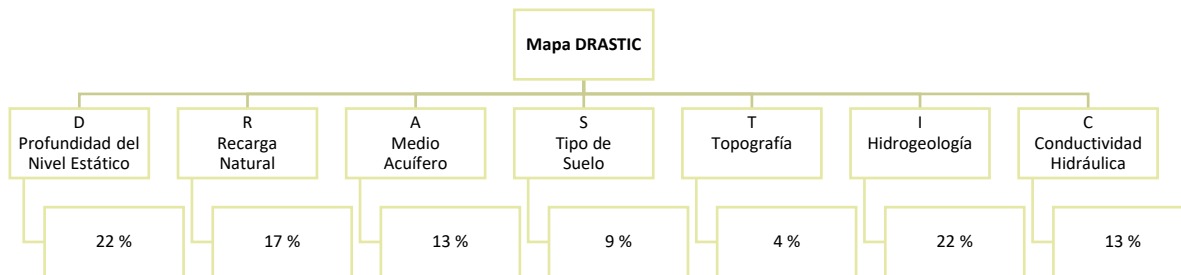 Mapa DRASTIC
D
Profundidad del
Nivel Estático
R
Recarga
Natural
A
Medio
Acuífero
S
Tipo de
Suelo
T
Topografía
I
Hidrogeología
C
Conductividad
Hidráulica
22 %
17 %
13 %
9 %
4 %
22 %
13 %